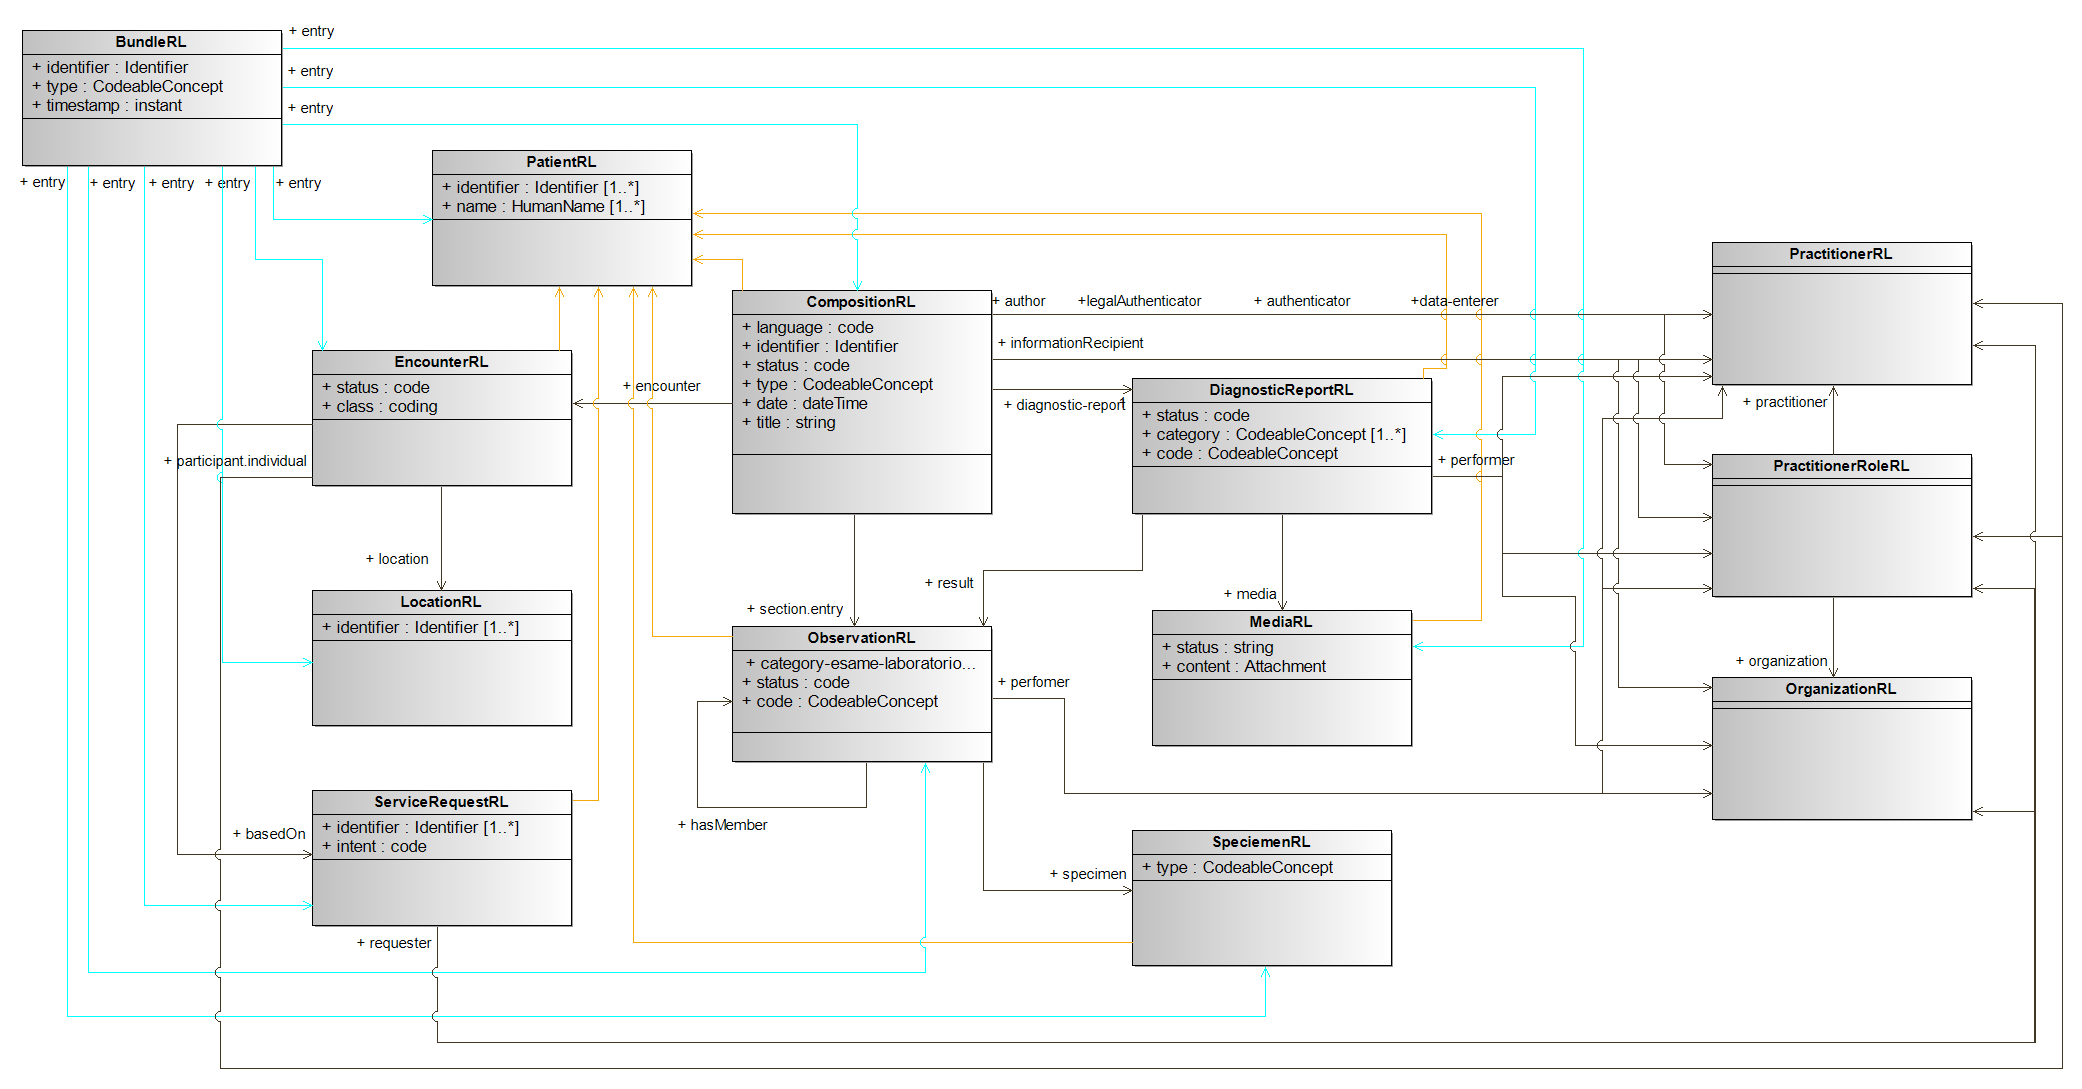 + entry
BundleRL
+ identifier : Identifier
+ type : CodeableConcept
+ timestamp : instant
+ entry
+ entry
+ entry
+ entry
+ entry
+ entry
+ entry
PatientRL
+ identifier : Identifier [1..*]
+ name : HumanName [1..*]
PractitionerRL
CompositionRL
+ language : code
+ identifier : Identifier
+ status : code
+ type : CodeableConcept
+ date : dateTime
+ title : string
+ author
+legalAuthenticator
+ authenticator
+data-enterer
+ informationRecipient
EncounterRL
+ status : code
+ class : coding
+ encounter
+ diagnostic-report
1
DiagnosticReportRL
+ status : code
+ category : CodeableConcept [1..*]
+ code : CodeableConcept
+ practitioner
+ performer
+ participant.individual
PractitionerRoleRL
+ location
+ result
+ media
+ section.entry
LocationRL
+ identifier : Identifier [1..*]
ObservationRL
+ category-esame-laboratorio...
+ status : code
+ code : CodeableConcept
MediaRL
+ status : string
+ content : Attachment
+ organization
+ perfomer
OrganizationRL
ServiceRequestRL
+ identifier : Identifier [1..*]
+ intent : code
+ basedOn
+ hasMember
SpeciemenRL
+ type : CodeableConcept
+ specimen
+ requester